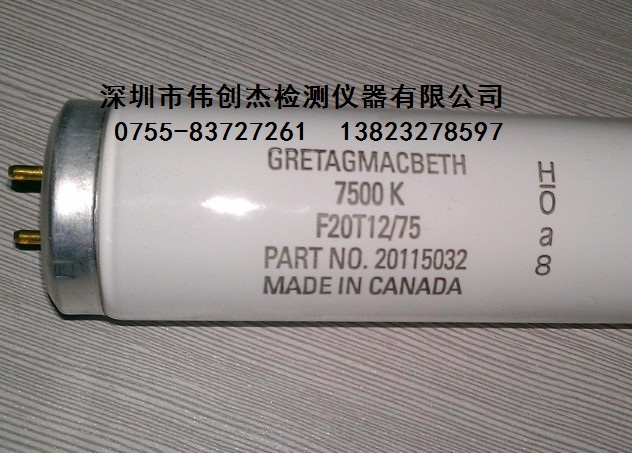 深圳市伟创杰检测仪器有限公司
0755-83727261 13823278597
GRETAGMACBETH
7500 K
F20T12/75
PART NO. 20115032
MADE IN CANADA
H
0
a
8